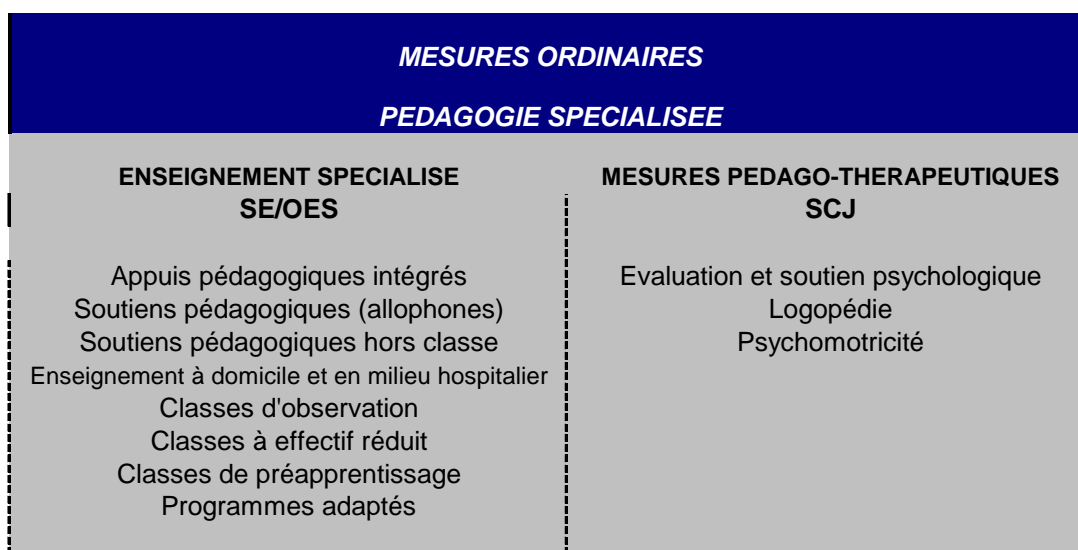 MESURES ORDINAIRES
PEDAGOGIE SPECIALISEE
ENSEIGNEMENT SPECIALISE
SE/OES
Appuis pédagogiques intégrés
Soutiens pédagogiques (allophones)
Soutiens pédagogiques hors classe
Enseignement à domicile et en milieu hospitalier
Classes d'observation
Classes à effectif réduit
Classes de préapprentissage
Programmes adaptés
MESURES PEDAGO-THERAPEUTIQUES
SCJ
Evaluation et soutien psychologique
Logopédie
Psychomotricité